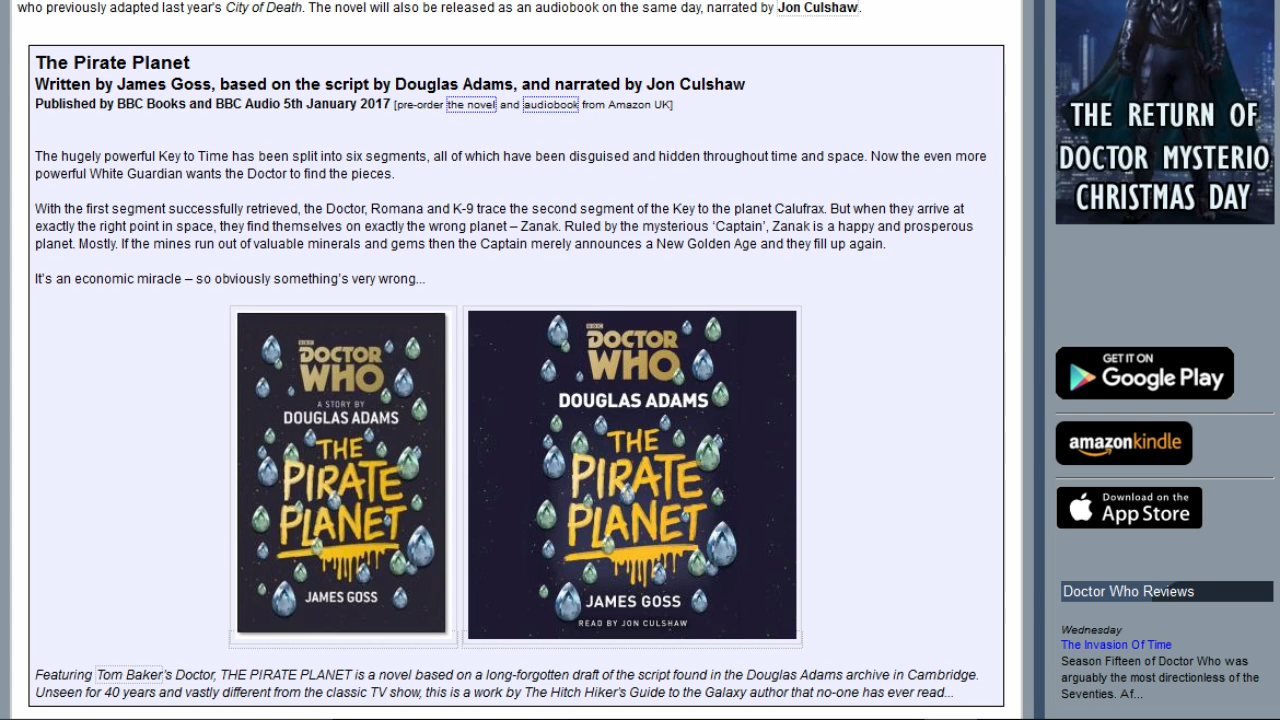 who previously adapted last year's City of Death. The novel will also be released as an audiobook on the same day, narrated by Jon Culshaw.
The Pirate Planet
Written by James Goss, based on the script by Douglas Adams, and narrated by Jon Culshaw
Published by BBC Books and BBC Audio 5th January 2017 [pre-order the novel and audiobook from Amazon UK]
The hugely powerful Key to Time has been split into six segments, all of which have been disguised and hidden throughout time and space. Now the even more
powerful White Guardian wants the Doctor to find the pieces.
With the first segment successfully retrieved, the Doctor, Romana and K-9 trace the second segment of the Key to the planet Calufrax. But when they arrive at
exactly the right point in space, they find themselves on exactly the wrong planet – Zanak. Ruled by the mysterious ‘Captain’, Zanak is a happy and prosperous
planet. Mostly. If the mines run out of valuable minerals and gems then the Captain merely announces a New Golden Age and they fill up again.
It’s an economic miracle – so obviously something’s very wrong...
BBC
DOCTOR
WHO
A STORY BY
DOUGLAS ADAMS
THE
PIRATE
PLANET
JAMES GOSS
BBC
DOCTOR
WHO
DOUGLAS ADAMS
THE
PIRATE
PLANET
JAMES GOSS
READ BY JON CULSHAW
Featuring Tom Baker's Doctor, THE PIRATE PLANET is a novel based on a long-forgotten draft of the script found in the Douglas Adams archive in Cambridge.
Unseen for 40 years and vastly different from the classic TV show, this is a work by The Hitch Hiker's Guide to the Galaxy author that no-one has ever read...
THE RETURN OF
DOCTOR MYSTERIO
CHRISTMAS DAY
GET IT ON
Google Play
amazonkindle
Download on the
App Store
Doctor Who Reviews
Wednesday
The Invasion Of Time
Season Fifteen of Doctor Who was
arguably the most directionless of the
Seventies. Af...